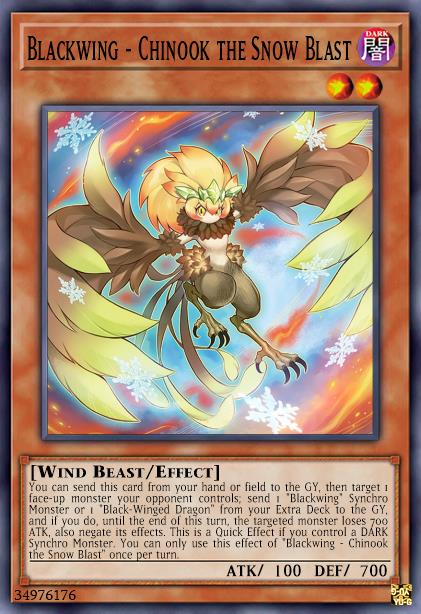 Blackwing - Chinook the Snow Blast
DARK
闇
[Wind Beast/Effect]
You can send this card from your hand or field to the GY, then target 1
face-up monster your opponent controls; send 1 "Blackwing" Synchro
Monster or 1 "Black-Winged Dragon" from your Extra Deck to the GY,
and if you do, until the end of this turn, the targeted monster loses 700
ATK, also negate its effects. This is a Quick Effect if you control a DARK
Synchro Monster. You can only use this effect of "Blackwing - Chinook
the Snow Blast" once per turn.
ATK/ 100 DEF/ 700
34976176